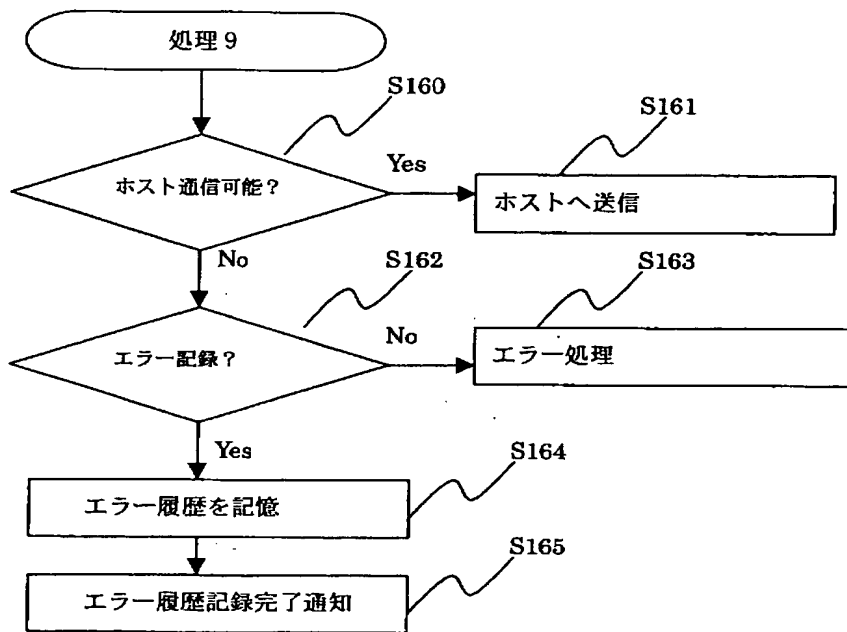 処理9
S160
ホスト通信可能？
Yes
S161
ホストへ送信
No
S162
エラー記録？
No
S163
エラー処理
Yes
S164
エラー履歴を記憶
S165
エラー履歴記録完了通知